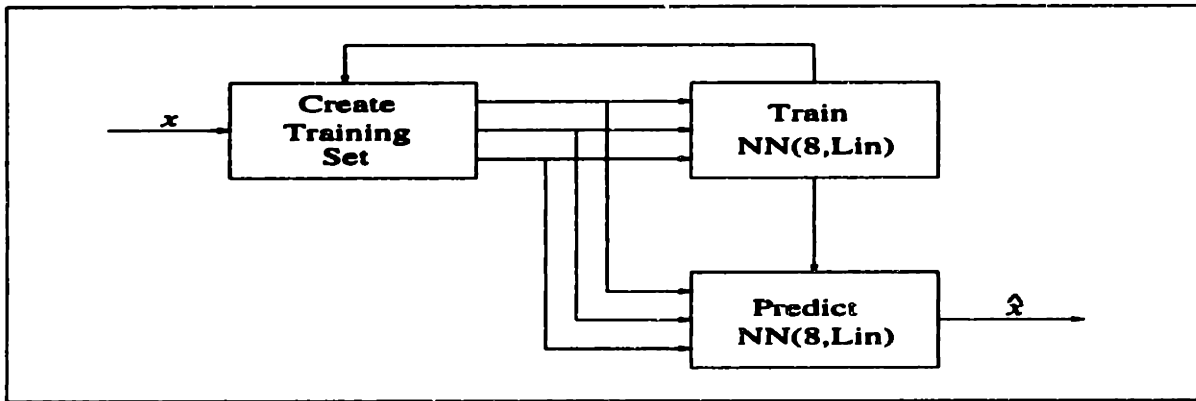 x
Create
Training
Set
Train
NN(8,Lin)
Predict
NN(8,Lin)
x̂